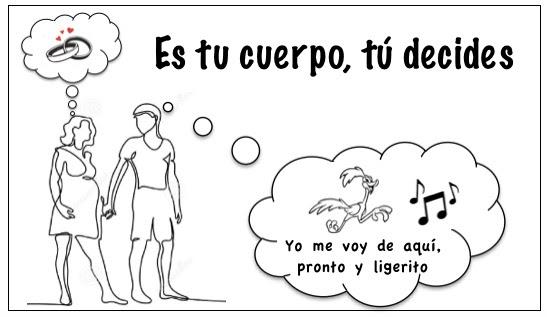 Es tu cuerpo, tú decides
Yo me voy de aquí,
pronto y ligerito